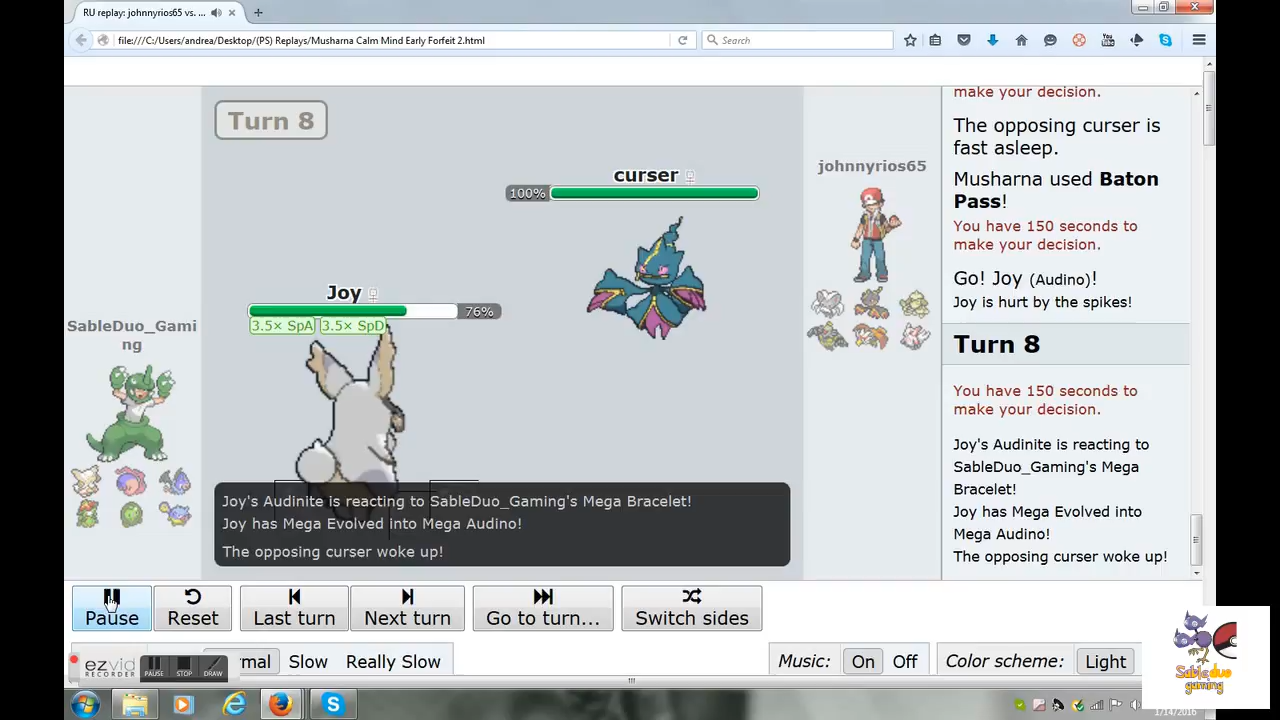 RU replay: johnnyrios65 vs. ...
file:///C:/Users/andrea/Desktop/(PS) Replays/Musharna Calm Mind Early Forfeit 2.html
Search
You Tube
Turn 8
curser
100%
Joy
76%
3.5× SpA 3.5× SpD
SableDuo_Gami
ng
johnnyrios65
Joy's Audinite is reacting to SableDuo_Gaming's Mega Bracelet!
Joy has Mega Evolved into Mega Audino!
The opposing curser woke up!
make your decision.
The opposing curser is
fast asleep.
Musharna used Baton
Pass!
You have 150 seconds to
make your decision.
Go! Joy (Audino)!
Joy is hurt by the spikes!
Turn 8
You have 150 seconds to
make your decision.
Joy's Audinite is reacting to
SableDuo_Gaming's Mega
Bracelet!
Joy has Mega Evolved into
Mega Audino!
The opposing curser woke up!
Pause
Reset
Last turn
Next turn
Go to turn...
Switch sides
ezvid
RECORDER
PAUSE
STOP
DRAW
rmal
Slow
Really Slow
Music:
On
Off
Color scheme:
Light
Sableduo
gaming
1/14/2016